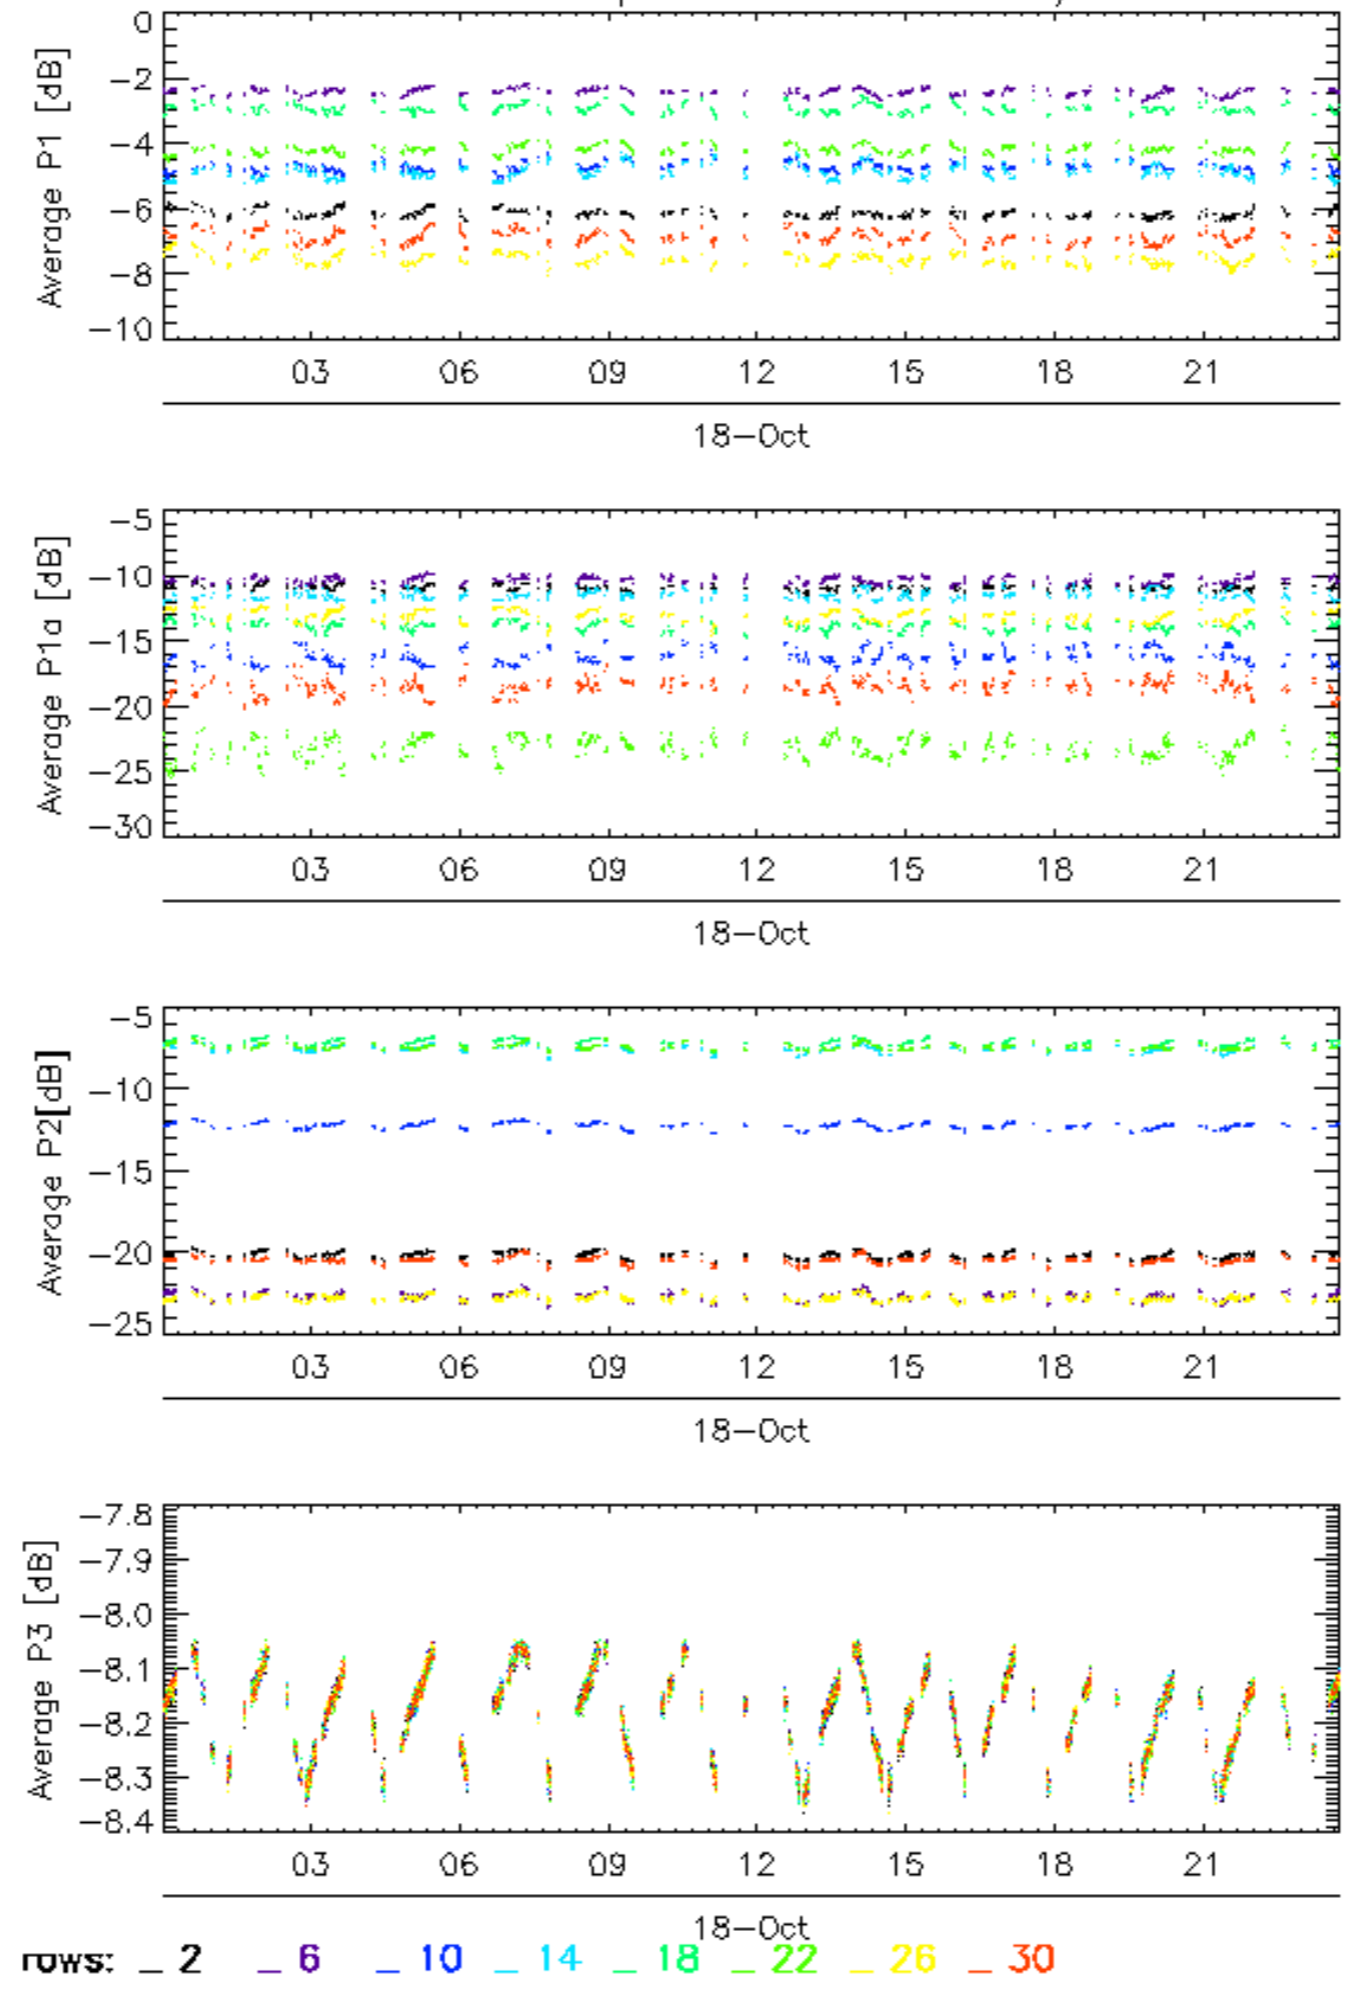 Average P1 [dB]
0
−2
−4
−6
−8
−10
03 06 09 12 15 18 21
18−Oct
Average P1a [dB]
−5
−10
−15
−20
−25
−30
03 06 09 12 15 18 21
18−Oct
Average P2[dB]
−5
−10
−15
−20
−25
03 06 09 12 15 18 21
18−Oct
Average P3 [dB]
−7.8
−7.9
−8.0
−8.1
−8.2
−8.3
−8.4
03 06 09 12 15 18 21
18−Oct
rows: _ 2 _ 6 _ 10 _ 14 _ 18 _ 22 _ 26 _ 30